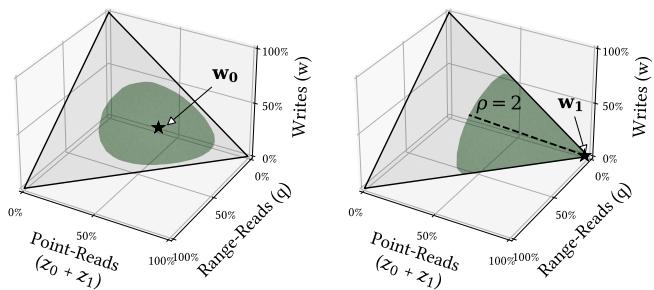 100%
50%
0%
Writes (w)
w₀
0%
50%
100%
Point-Reads
(z₀ + z₁)
0%
50%
100%
Range-Reads (q)
100%
50%
0%
Writes (w)
ρ = 2
w₁
0%
50%
100%
Point-Reads
(z₀ + z₁)
0%
50%
100%
Range-Reads (q)